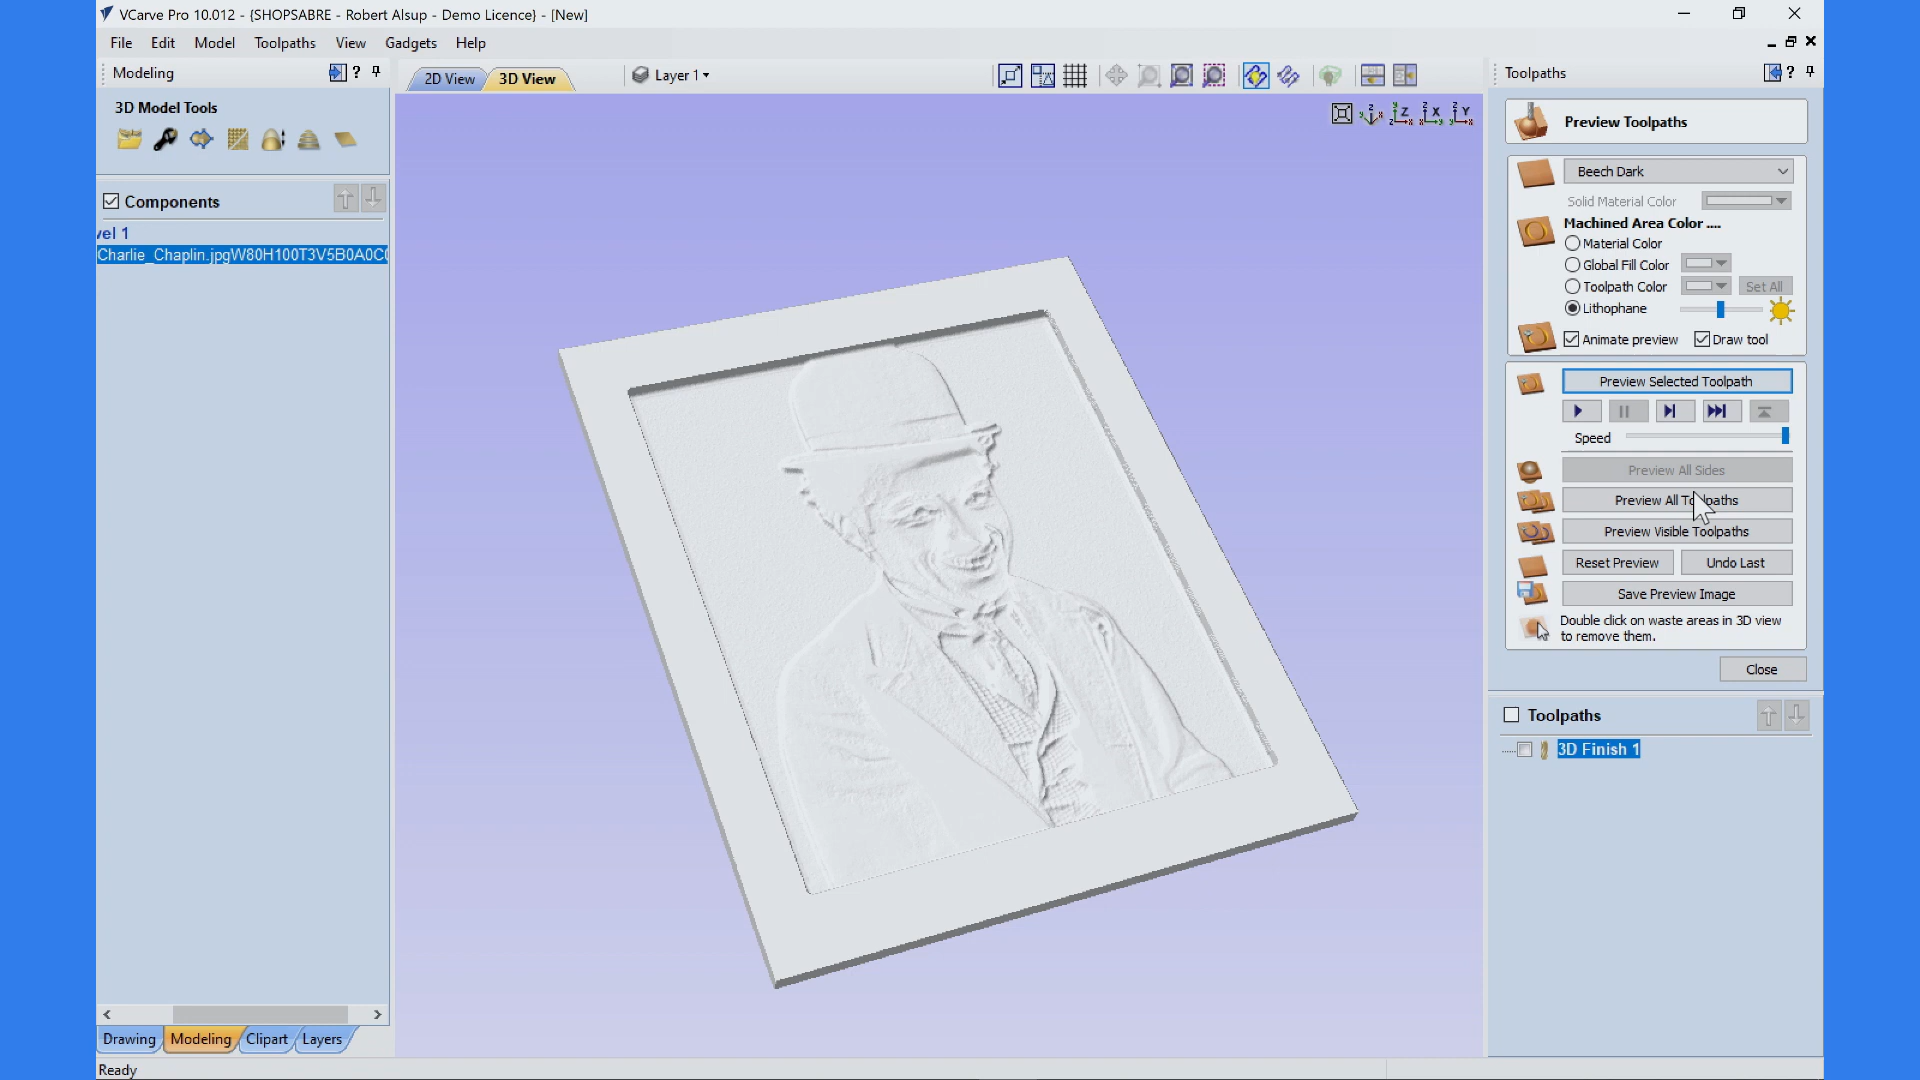 VCarve Pro 10.012 - {SHOPSABRE - Robert Alsup - Demo Licence} - [New]
File Edit Model Toolpaths View Gadgets Help
Modeling
3D Model Tools
Components
vel 1
Charlie_Chaplin.jpgW80H100T3V5B0A0C
2D View 3D View Layer 1
Toolpaths
Preview Toolpaths
Beech Dark
Solid Material Color
Machined Area Color ....
Material Color
Global Fill Color
Toolpath Color Set All
Lithophane
Animate preview Draw tool
Preview Selected Toolpath
Speed
Preview All Sides
Preview All Toolpaths
Preview Visible Toolpaths
Reset Preview Undo Last
Save Preview Image
Double click on waste areas in 3D view
to remove them.
Close
Toolpaths
3D Finish 1
Drawing Modeling Clipart Layers
Ready